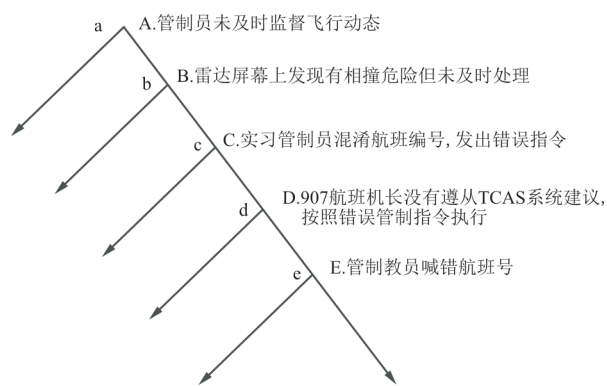 a
A.管制员未及时监督飞行动态
b
B.雷达屏幕上发现有相撞危险但未及时处理
c
C.实习管制员混淆航班编号, 发出错误指令
d
D.907航班机长没有遵从TCAS系统建议,
按照错误管制指令执行
e
E.管制教员喊错航班号